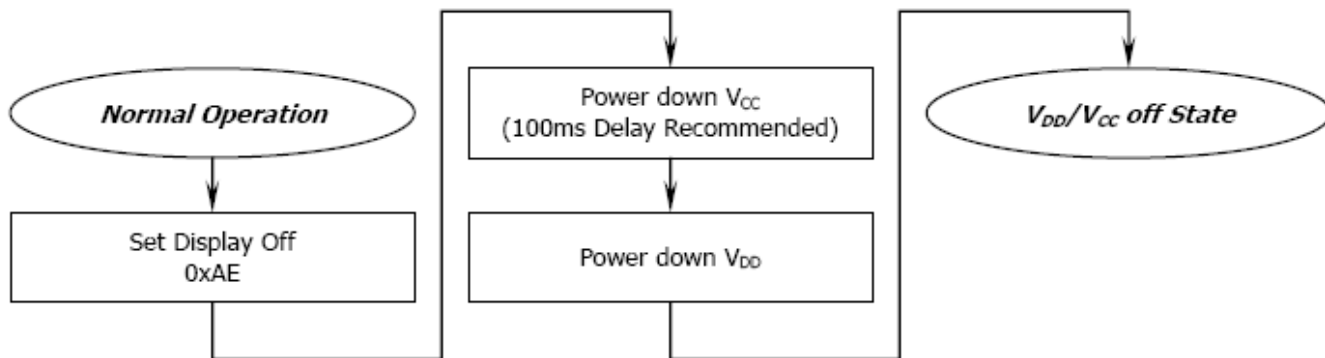 Normal Operation
Set Display Off
0xAE
Power down VCC
(100ms Delay Recommended)
Power down VDD
VDD/VCC off State